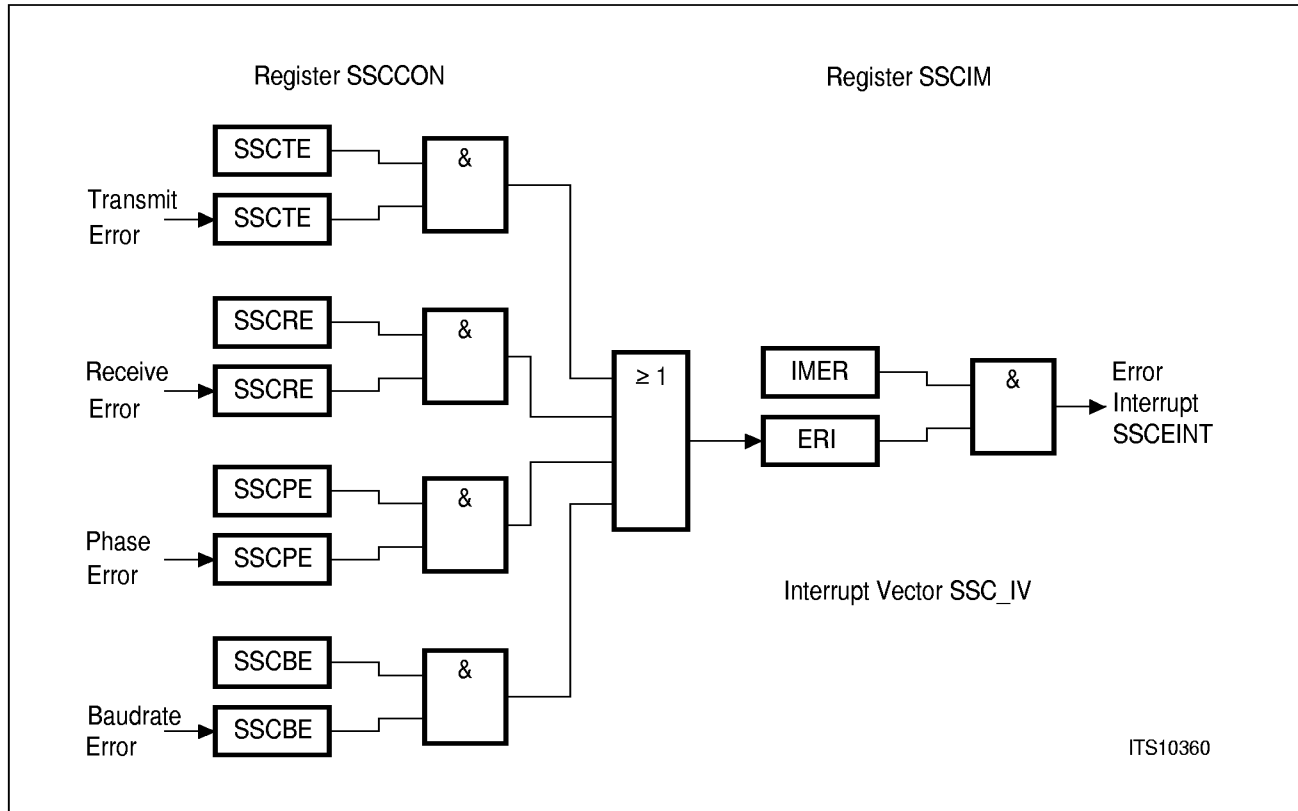 Register SSCCON
Register SSCIM
SSCTE
&
Transmit
Error
SSCTE
SSCRE
&
Receive
Error
SSCRE
≥ 1
IMER
&
Error
Interrupt
SSCEINT
ERI
SSCPE
&
Phase
Error
SSCPE
Interrupt Vector SSC_IV
SSCBE
&
Baudrate
Error
SSCBE
ITS10360